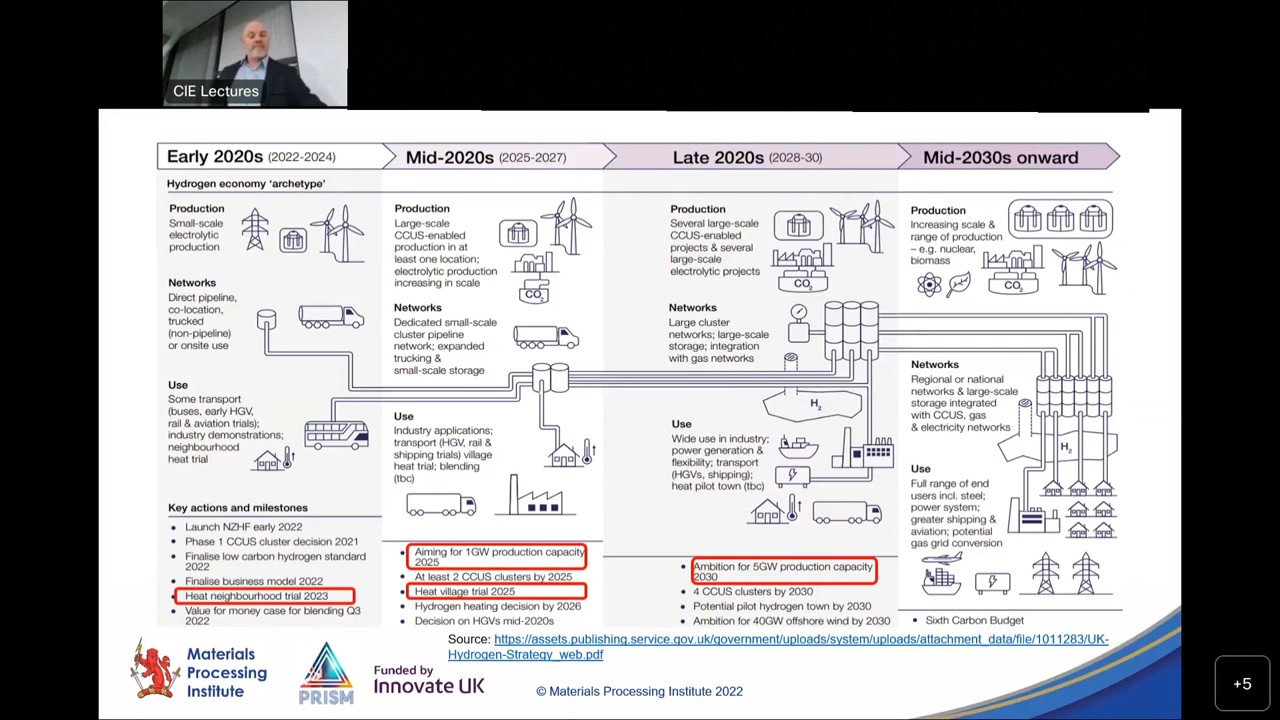 CIE Lectures
Early 2020s (2022-2024)
Mid-2020s (2025-2027)
Late 2020s (2028-30)
Mid-2030s onward
Hydrogen economy ‘archetype’
Production
Small-scale
electrolytic
production
Networks
Direct pipeline,
co-location,
trucked
(non-pipeline)
or onsite use
Use
Some transport
(buses, early HGV,
rail & aviation trials);
industry demonstrations;
neighbourhood
heat trial
Key actions and milestones
• Launch NZHF early 2022
• Phase 1 CCUS cluster decision 2021
• Finalise low carbon hydrogen standard
2022
• Finalise business model 2022
• Heat neighbourhood trial 2023
• Value for money case for blending Q3
2022
Production
Large-scale
CCUS-enabled
production in at
least one location;
electrolytic production
increasing in scale
CO₂
Networks
Dedicated small-scale
cluster pipeline
network; expanded
trucking &
small-scale storage
Use
Industry applications;
transport (HGV, rail &
shipping trials) village
heat trial; blending
(tbc)
• Aiming for 1GW production capacity
2025
• At least 2 CCUS clusters by 2025
• Heat village trial 2025
• Hydrogen heating decision by 2026
• Decision on HGVs mid-2020s
Production
Several large-scale
CCUS-enabled
projects & several
large-scale
electrolytic projects
CO₂
Networks
Large cluster
networks; large-scale
storage; integration
with gas networks
H₂
Use
Wide use in industry;
power generation &
flexibility; transport
(HGVs, shipping);
heat pilot town (tbc)
• Ambition for 5GW production capacity
2030
• 4 CCUS clusters by 2030
• Potential pilot hydrogen town by 2030
• Ambition for 40GW offshore wind by 2030
Production
Increasing scale &
range of production
– e.g. nuclear,
biomass
CO₂
Networks
Regional or national
networks & large-scale
storage integrated
with CCUS, gas
& electricity networks
H₂
Use
Full range of end
users incl. steel;
power system;
greater shipping &
aviation; potential
gas grid conversion
• Sixth Carbon Budget
Source: https://assets.publishing.service.gov.uk/government/uploads/system/uploads/attachment_data/file/1011283/UK-
Hydrogen-Strategy_web.pdf
Materials
Processing
Institute
PRISM
Funded by
Innovate UK
© Materials Processing Institute 2022
+5